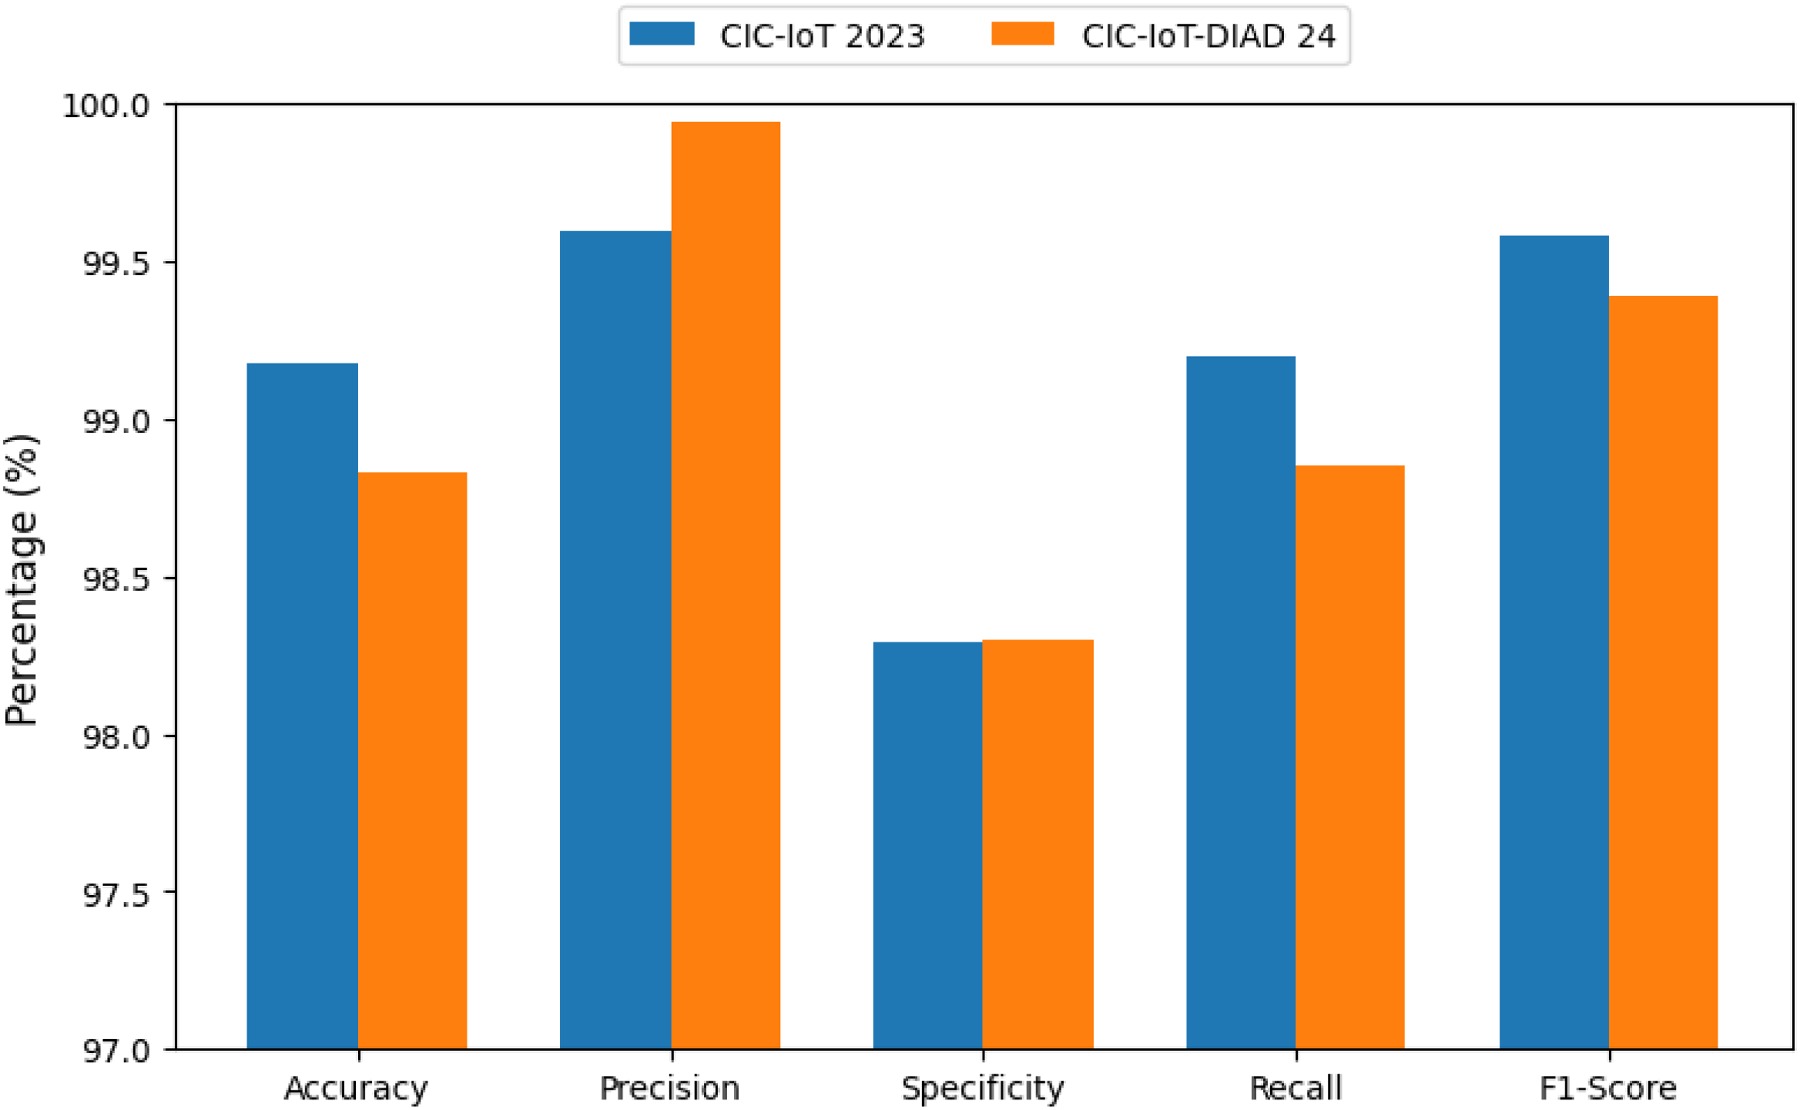 CIC-IoT 2023 CIC-IoT-DIAD 24
100.0
99.5
99.0
98.5
98.0
97.5
97.0
Percentage (%)
Accuracy Precision Specificity Recall F1-Score